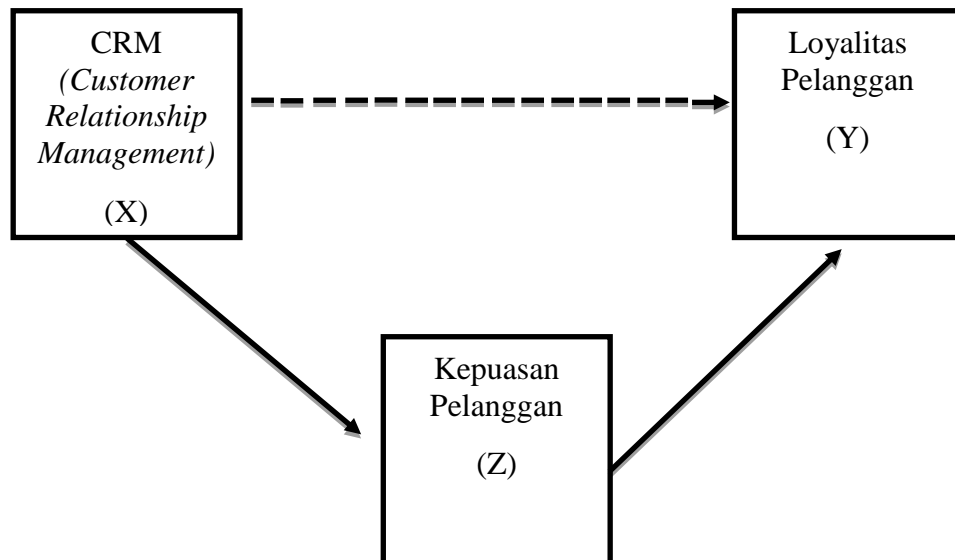 CRM
(Customer
Relationship
Management)
(X)
Loyalitas
Pelanggan
(Y)
Kepuasan
Pelanggan
(Z)